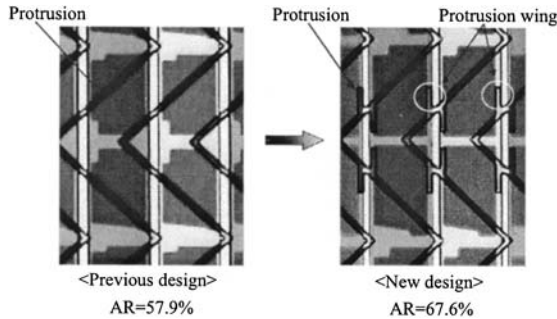 Protrusion
Protrusion
Protrusion wing
<Previous design>
AR=57.9%
<New design>
AR=67.6%